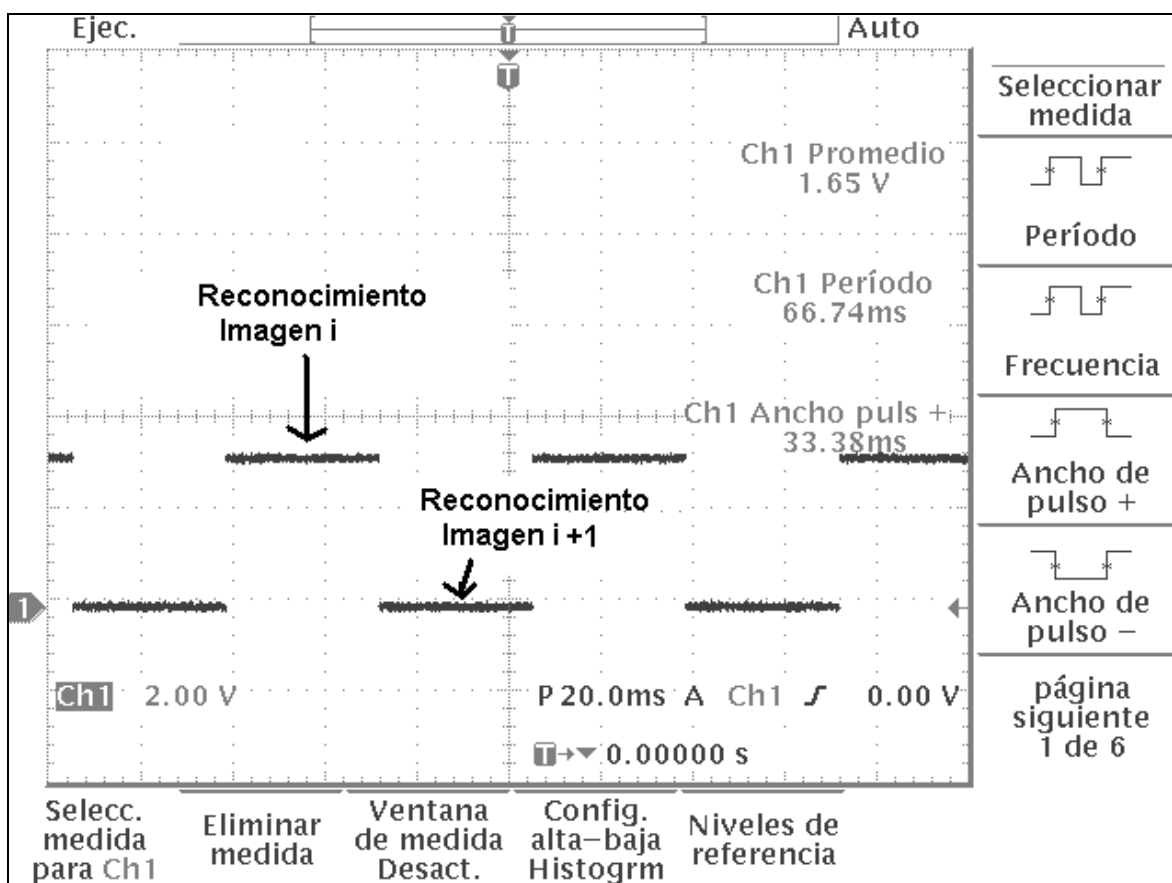 Ejec.
T
Auto
T
Seleccionar
medida
Ch1 Promedio
1.65 V
Período
Ch1 Período
66.74ms
Reconocimiento
Imagen i
Frecuencia
Ch1 Ancho puls +
33.38ms
Ancho de
pulso +
Reconocimiento
Imagen i +1
1
Ancho de
pulso −
Ch1 2.00 V P 20.0ms A Ch1 ƒ 0.00 V
T→▼ 0.00000 s
página
siguiente
1 de 6
Selecc.
medida
para Ch1
Eliminar
medida
Ventana
de medida
Desact.
Config.
alta−baja
Histogrm
Niveles de
referencia